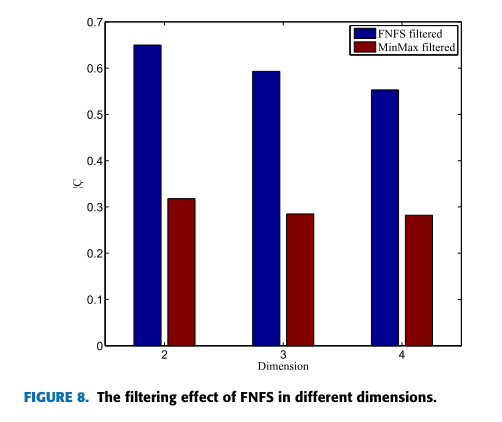 0.7
FNFS filtered
MinMax filtered
0.6
0.5
0.4
0.3
0.2
0.1
0
2
3
4
Dimension
FIGURE 8. The filtering effect of FNFS in different dimensions.